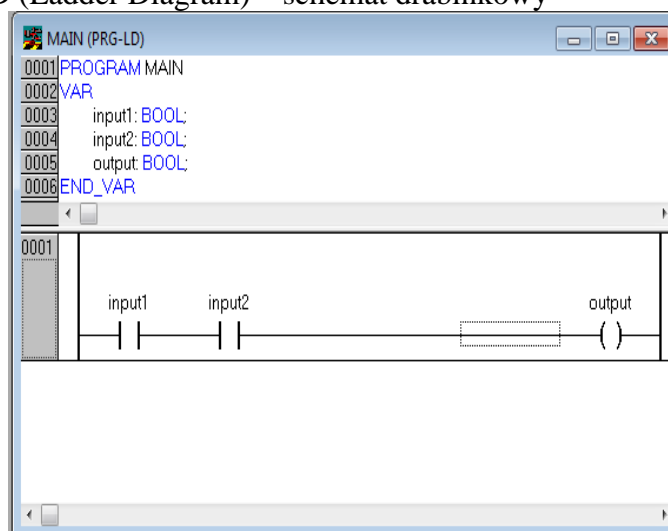 (Ladder Diagram) – schemat drabinkowy
MAIN (PRG-LD)
0001 PROGRAM MAIN
0002 VAR
0003 input1: BOOL;
0004 input2: BOOL;
0005 output: BOOL;
0006 END_VAR
0001
input1 input2 output